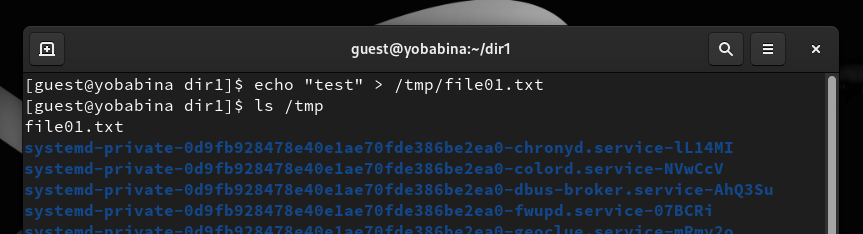 guest@yobabina:~/dir1
[guest@yobabina dir1]$ echo "test" > /tmp/file01.txt
[guest@yobabina dir1]$ ls /tmp
file01.txt
systemd-private-0d9fb928478e40e1ae70fde386be2ea0-chronyd.service-lL14MI
systemd-private-0d9fb928478e40e1ae70fde386be2ea0-colord.service-NVwCcV
systemd-private-0d9fb928478e40e1ae70fde386be2ea0-dbus-broker.service-AhQ3Su
systemd-private-0d9fb928478e40e1ae70fde386be2ea0-fwupd.service-07BCRi
systemd-private-0d9fb928478e40e1ae70fde386be2ea0-geoclue.service-mRmy2o